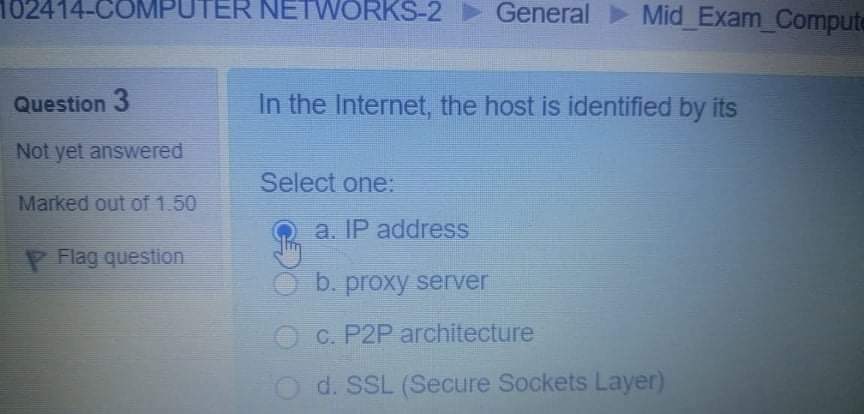 102414-COMPUTER NETWORKS-2 ▶ General ▶ Mid_Exam_Compute
Question 3
Not yet answered
Marked out of 1.50
Flag question
In the Internet, the host is identified by its
Select one:
a. IP address
b. proxy server
c. P2P architecture
d. SSL (Secure Sockets Layer)